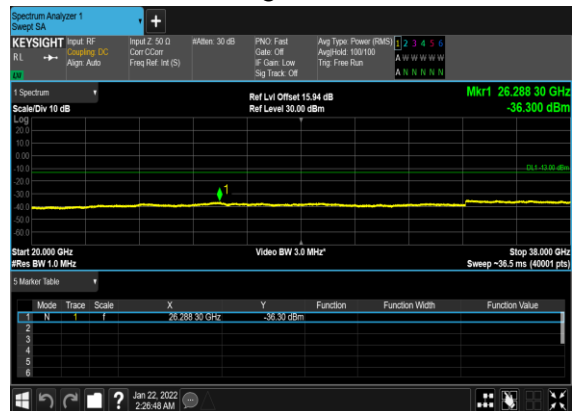 Spectrum Analyzer 1
Swept SA
+
KEYSIGHT
RL
Input: RF
Coupling: DC
Align: Auto
Input Z: 50 Ω
Corr CCorr
Freq Ref: Int (S)
#Atten: 30 dB
PNO: Fast
Gate: Off
IF Gain: Low
Sig Track: Off
Avg Type: Power (RMS)
Avg|Hold: 100/100
Trig: Free Run
1 2 3 4 5 6
A W W W W W
A N N N N N
1 Spectrum
Scale/Div 10 dB
Ref Lvl Offset 15.94 dB
Ref Level 30.00 dBm
Mkr1 26.288 30 GHz
-36.300 dBm
Log
20.0
10.0
0.00
-10.0
-20.0
-30.0
-40.0
-50.0
-60.0
DL1 -13.00 dBm
1
Start 20.000 GHz
#Res BW 1.0 MHz
Video BW 3.0 MHz*
Stop 38.000 GHz
Sweep ~36.5 ms (40001 pts)
5 Marker Table
Mode Trace Scale X Y Function Function Width Function Value
1 N 1 f 26.288 30 GHz -36.30 dBm
2
3
4
5
6
?
Jan 22, 2022
2:26:48 AM